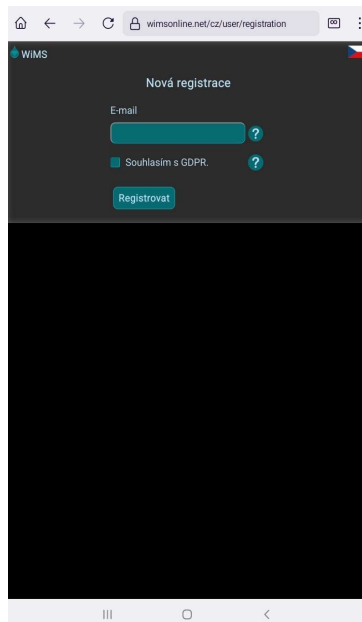 wimsonline.net/cz/user/registration
WiMS
Nová registrace
E-mail
?
Souhlasím s GDPR.
?
Registrovat